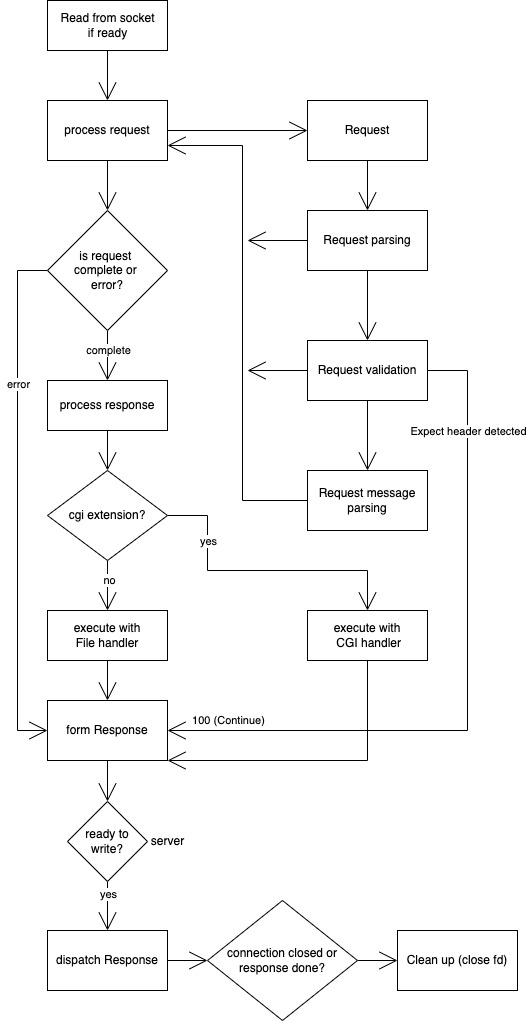 Read from socket
if ready
process request
Request
Request parsing
is request
complete or
error?
complete
error
Request validation
process response
Expect header detected
cgi extension?
Request message
parsing
yes
no
execute with
File handler
execute with
CGI handler
form Response
100 (Continue)
ready to
write?
server
yes
dispatch Response
connection closed or
response done?
Clean up (close fd)